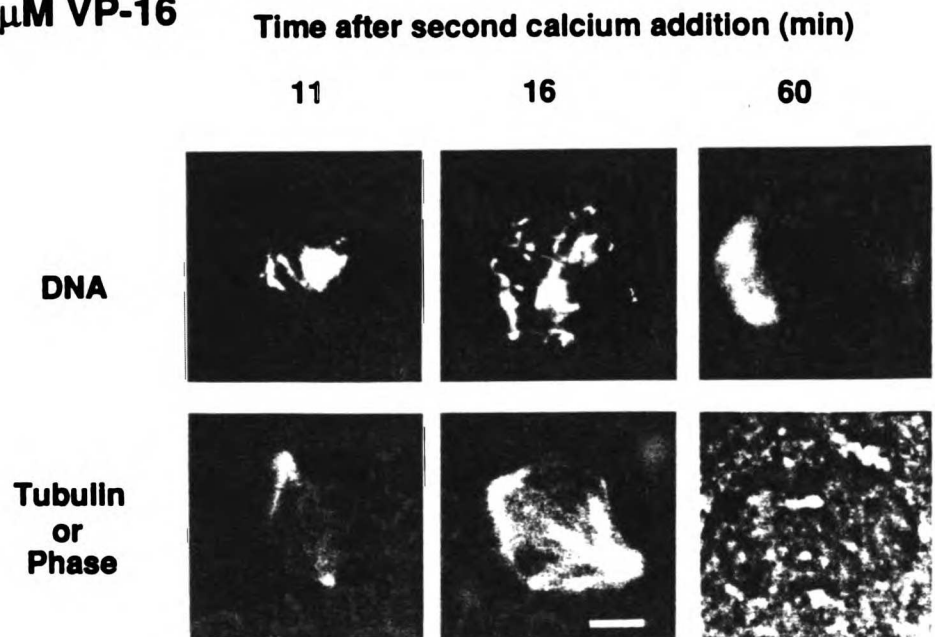 μM VP-16
Time after second calcium addition (min)
11 16 60
DNA
Tubulin
or
Phase